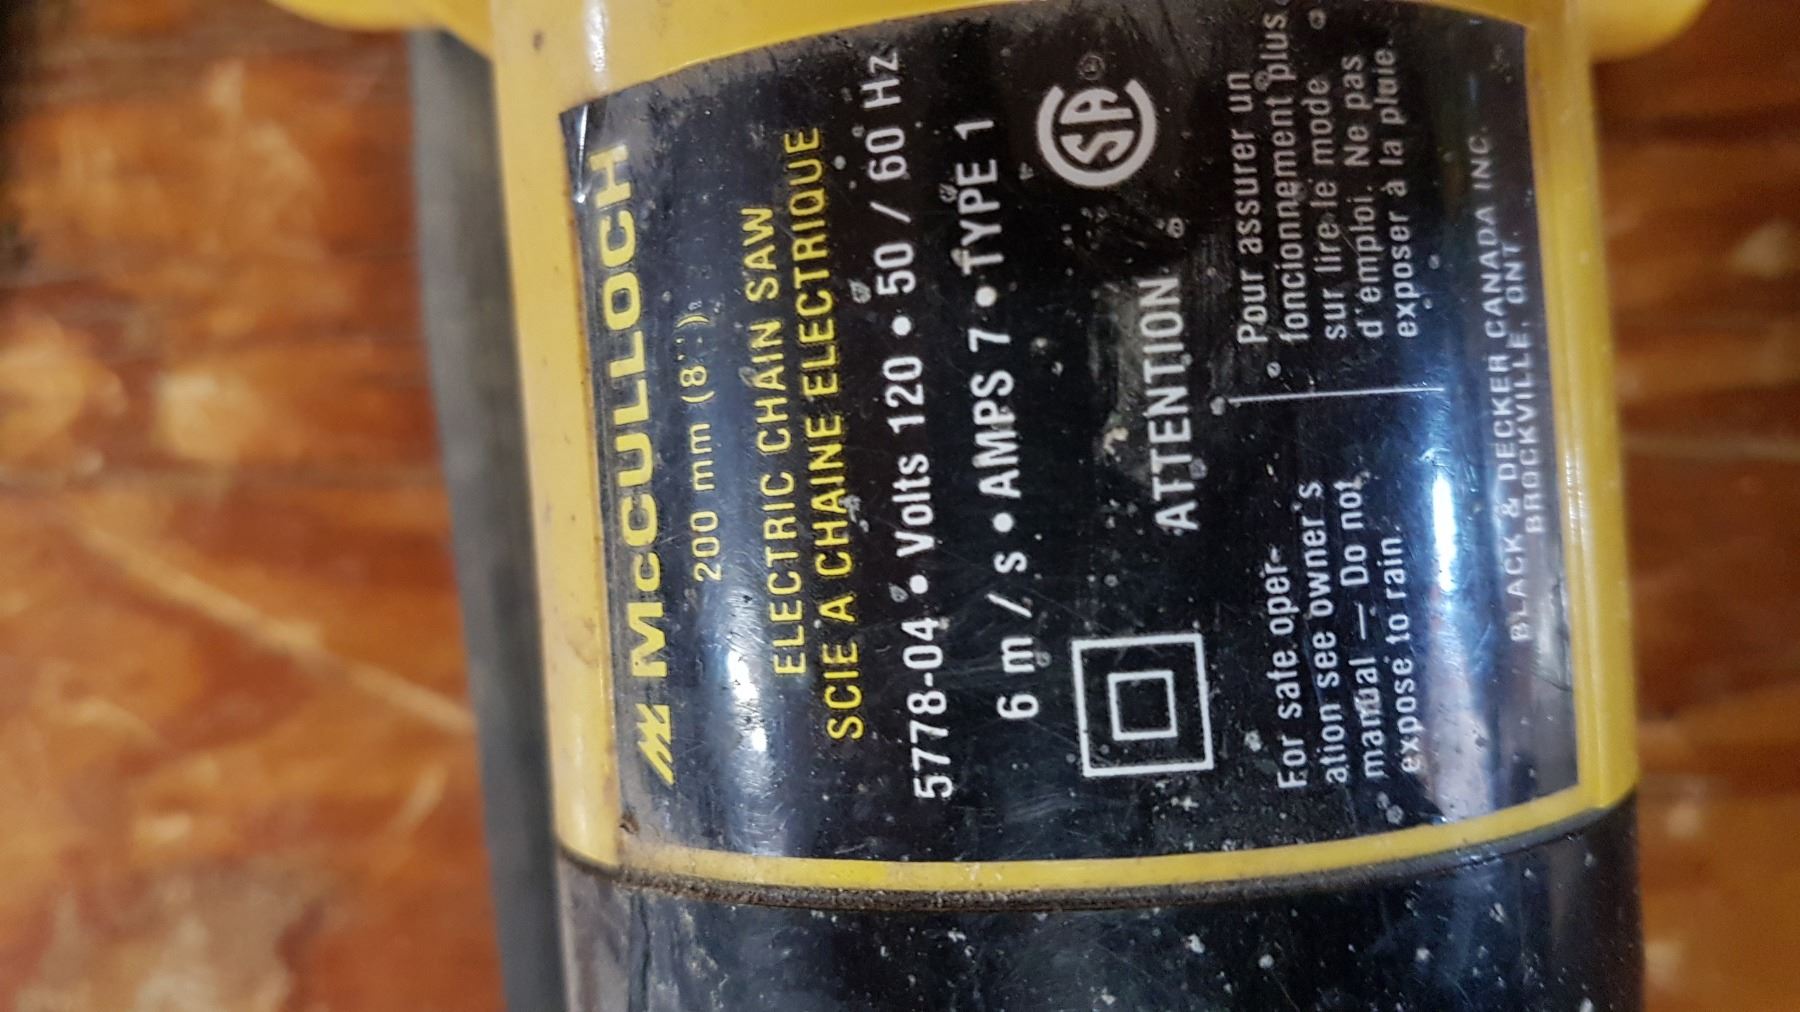 McCULLOCH
200 mm (8'')
ELECTRIC CHAIN SAW
SCIE A CHAINE ELECTRIQUE
5778-04 • Volts 120 • 50 / 60 Hz
6 m / s • AMPS 7 • TYPE 1
SA ®
ATTENTION
For safe oper-
ation see owner's
manual — Do not
expose to rain.
Pour assurer un
foncionnement plus
sur lire le mode
d'emploi. Ne pas
exposer à la pluie.
BLACK & DECKER CANADA INC.
BROCKVILLE, ONT.